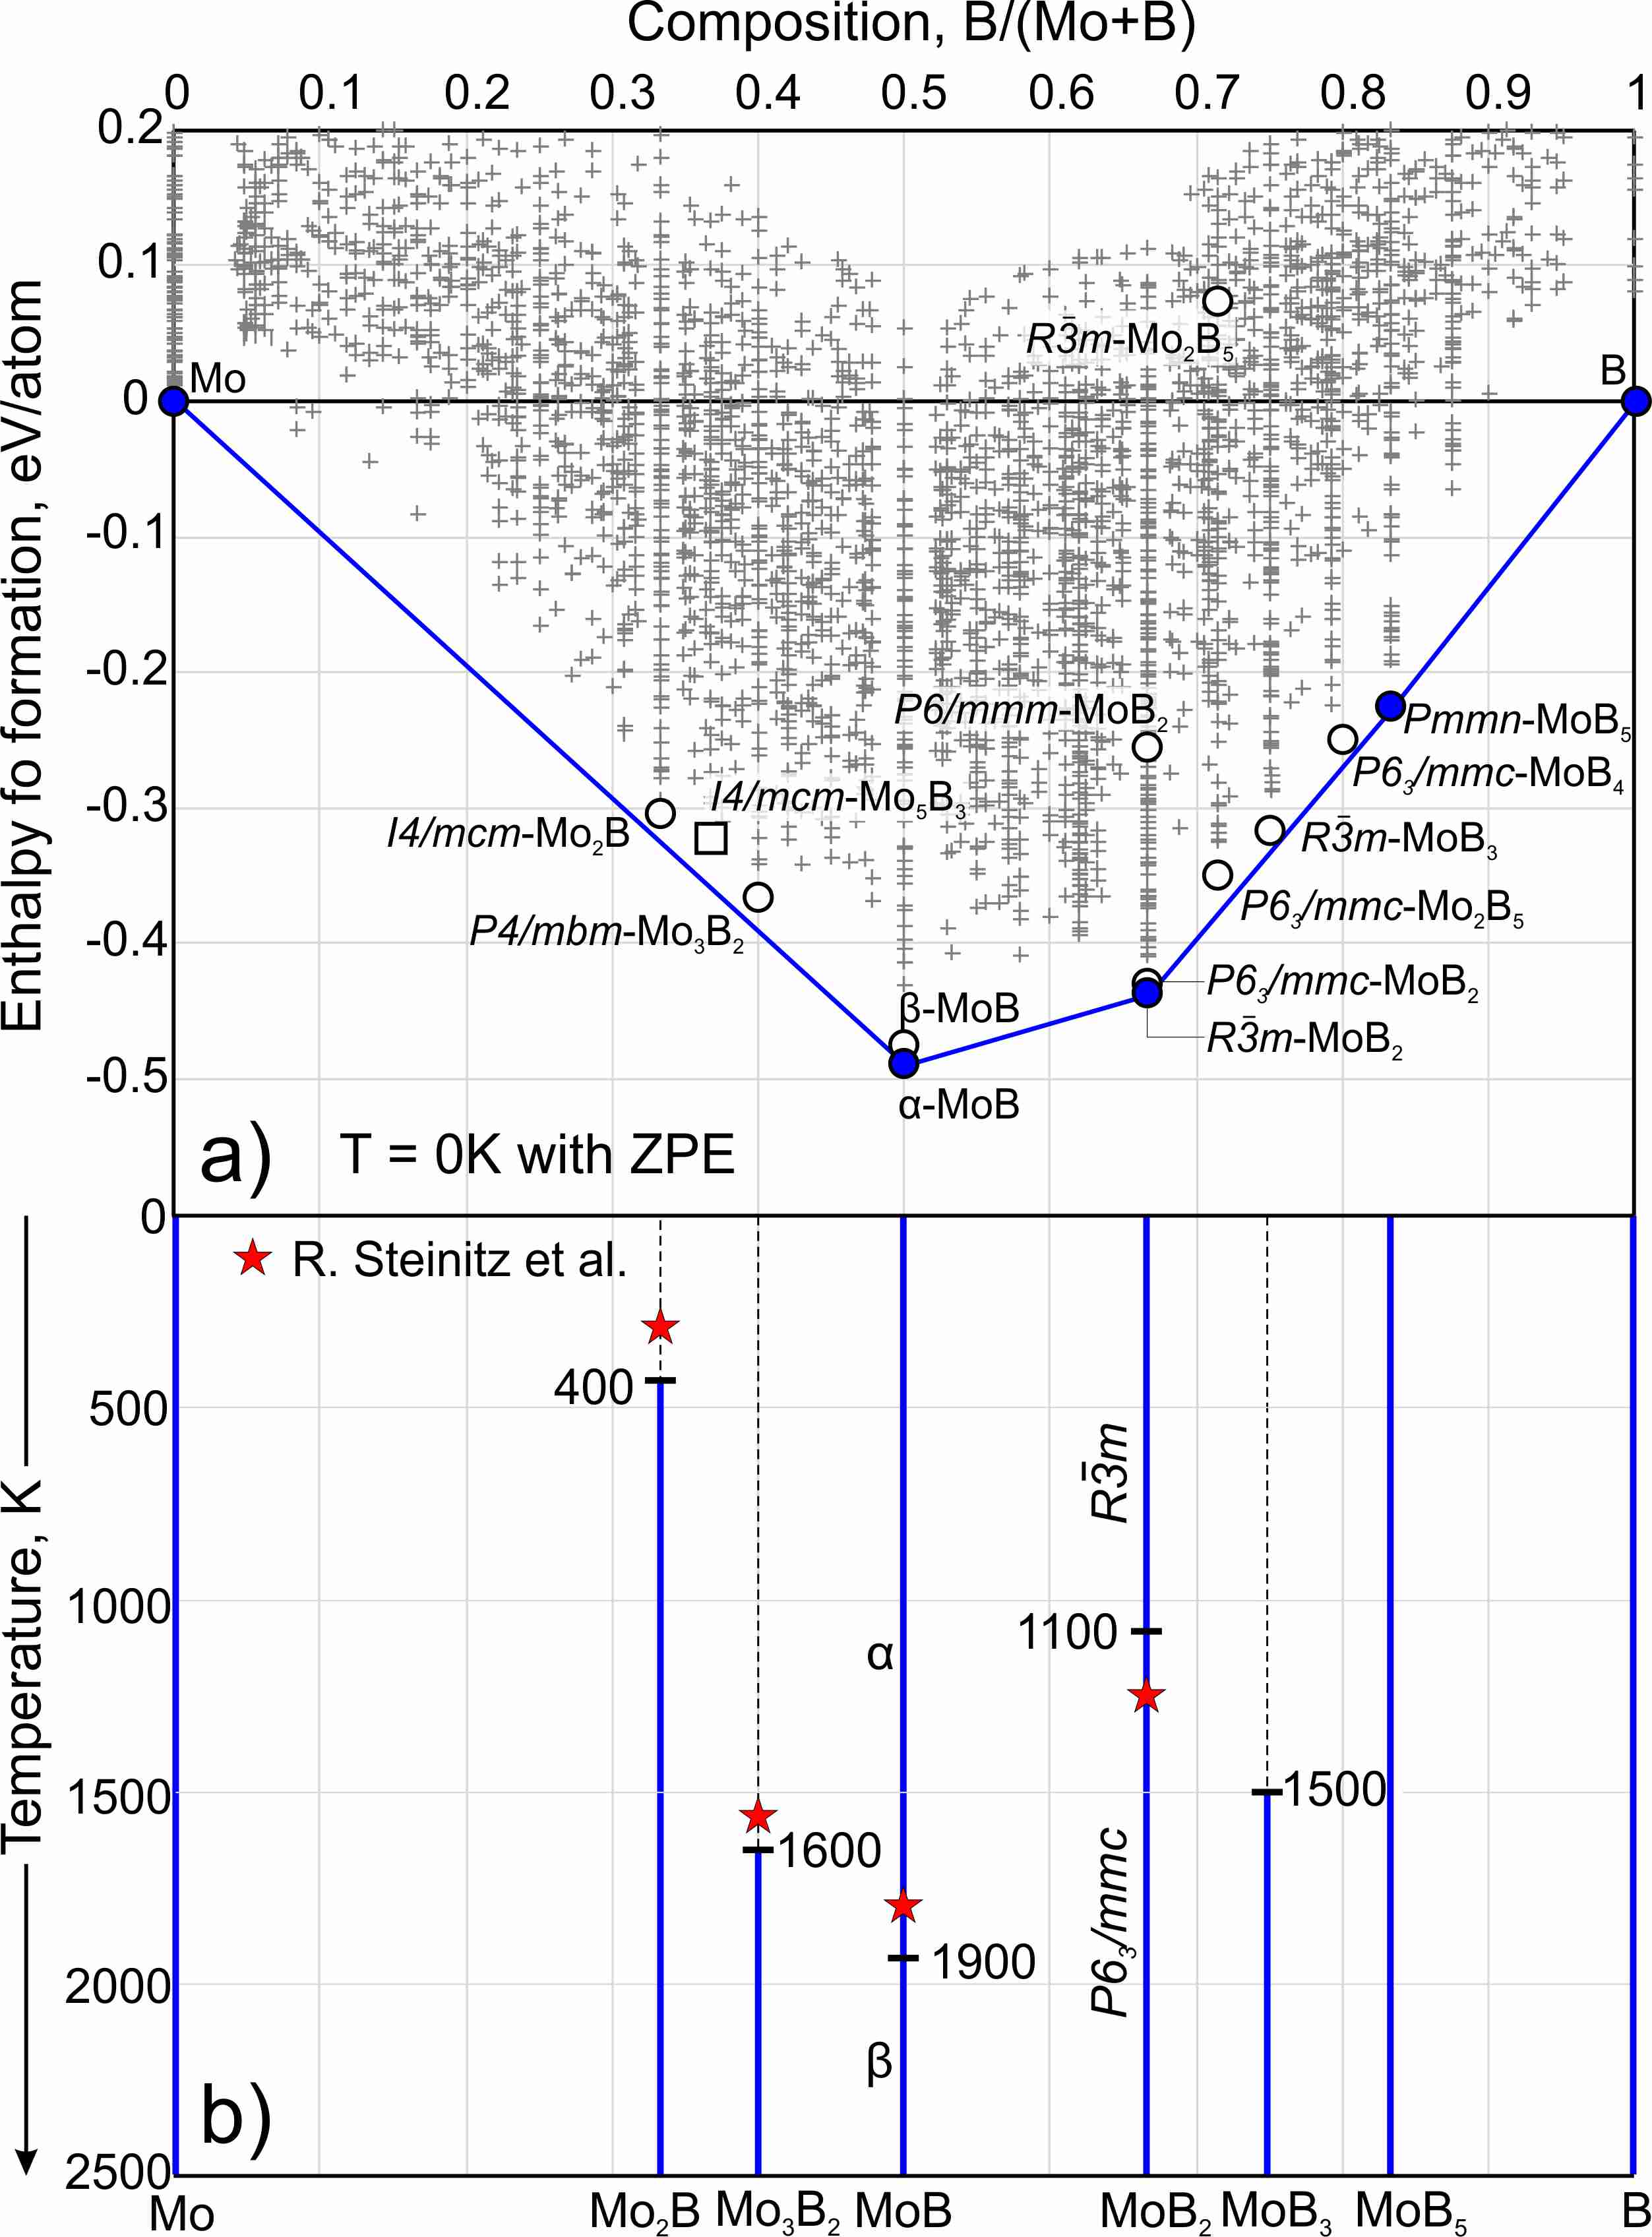 Composition, B/(Mo+B)
0 0.1 0.2 0.3 0.4 0.5 0.6 0.7 0.8 0.9 1
Enthalpy fo formation, eV/atom
0.2
0.1
0
-0.1
-0.2
-0.3
-0.4
-0.5
Mo
B
R3̄m-Mo₂B₅
P6/mmm-MoB₂
Pmmn-MoB₅
P6₃/mmc-MoB₄
I4/mcm-Mo₅B₃
I4/mcm-Mo₂B
R3̄m-MoB₃
P6₃/mmc-Mo₂B₅
P4/mbm-Mo₃B₂
P6₃/mmc-MoB₂
β-MoB
R3̄m-MoB₂
α-MoB
a) T = 0K with ZPE
Temperature, K
0
500
1000
1500
2000
2500
R. Steinitz et al.
400
R3̄m
1100
α
1500
1600
P6₃/mmc
1900
β
b)
Mo Mo₂B Mo₃B₂ MoB MoB₂ MoB₃ MoB₅ B